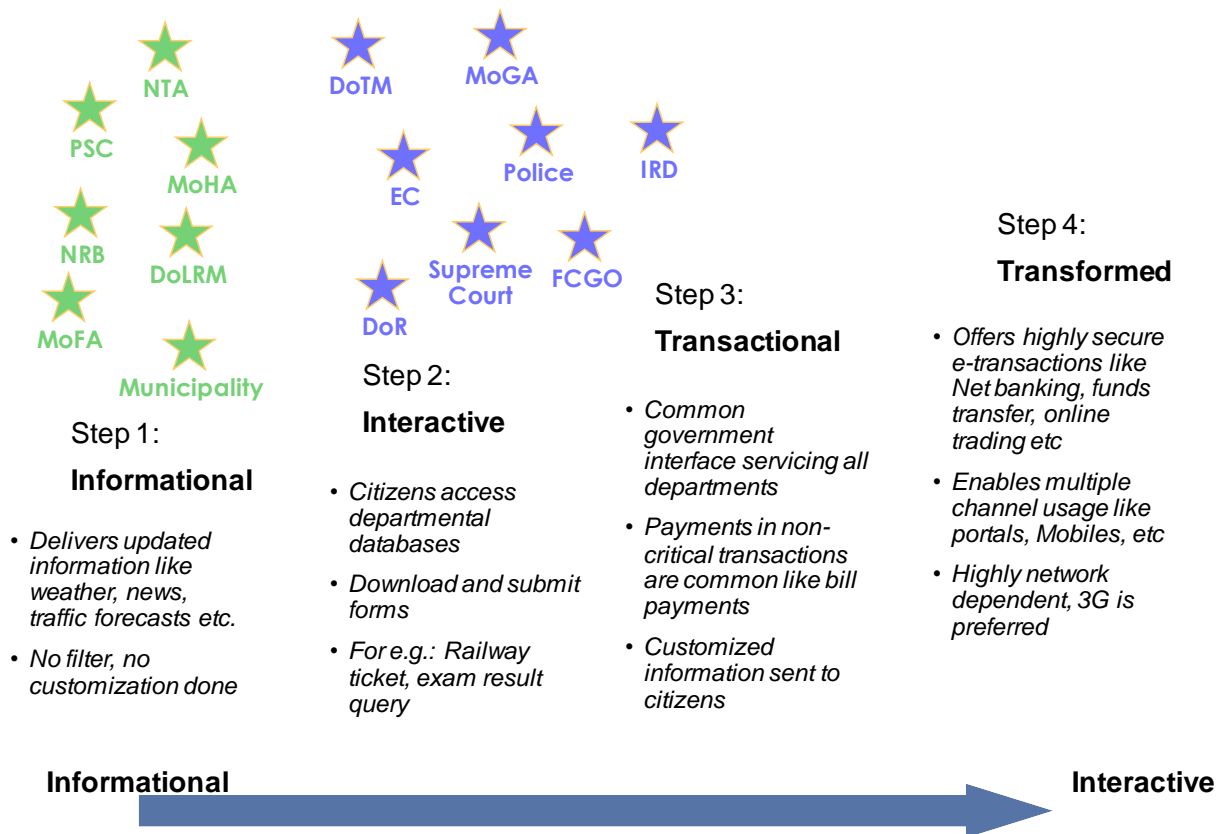 NTA
PSC
MoHA
NRB
DoLRM
MoFA
Municipality
DoTM
MoGA
EC
Police
IRD
Supreme
Court
FCGO
DoR
Step 1:
Informational
• Delivers updated
information like
weather, news,
traffic forecasts etc.
• No filter, no
customization done
Step 2:
Interactive
• Citizens access
departmental
databases
• Download and submit
forms
• For e.g.: Railway
ticket, exam result
query
Step 3:
Transactional
• Common
government
interface servicing all
departments
• Payments in non-
critical transactions
are common like bill
payments
• Customized
information sent to
citizens
Step 4:
Transformed
• Offers highly secure
e-transactions like
Net banking, funds
transfer, online
trading etc
• Enables multiple
channel usage like
portals, Mobiles, etc
• Highly network
dependent, 3G is
preferred
Informational
Interactive